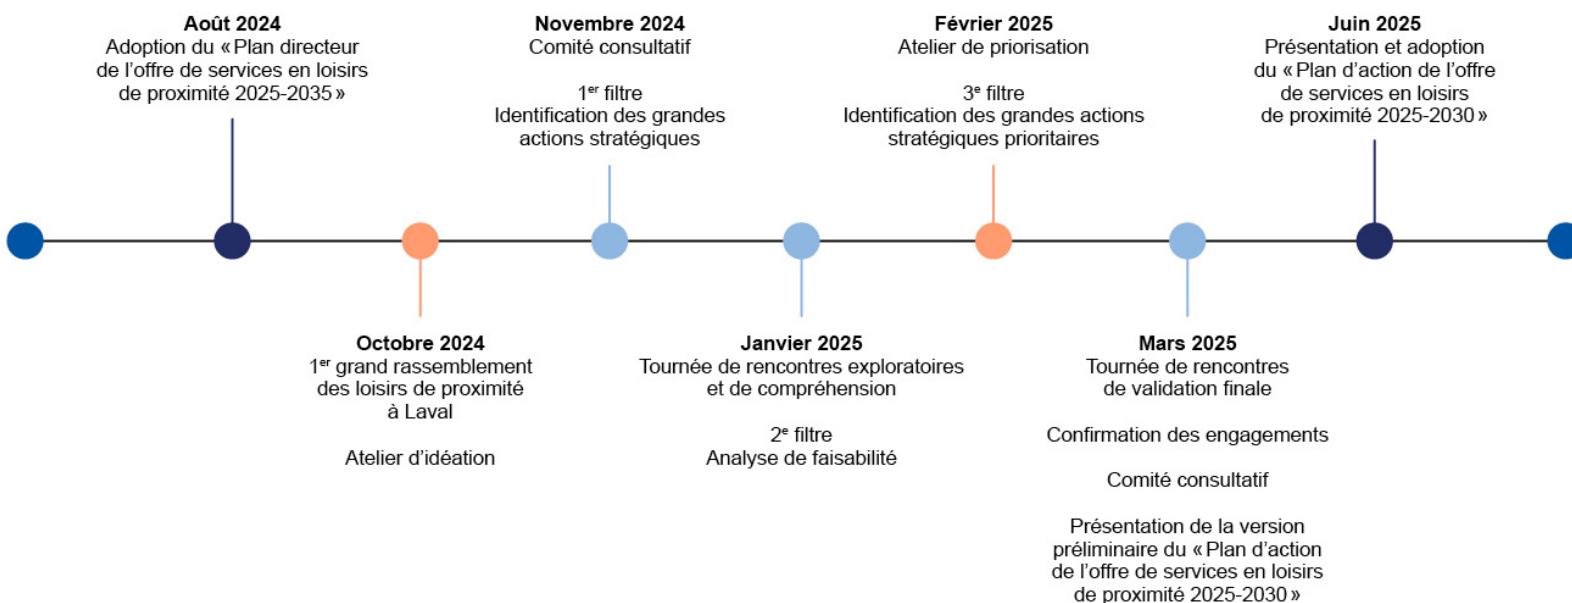 Août 2024
Adoption du « Plan directeur
de l’offre de services en loisirs
de proximité 2025-2035 »
Octobre 2024
1er grand rassemblement
des loisirs de proximité
à Laval
Atelier d’idéation
Novembre 2024
Comité consultatif
1er filtre
Identification des grandes
actions stratégiques
Janvier 2025
Tournée de rencontres exploratoires
et de compréhension
2e filtre
Analyse de faisabilité
Février 2025
Atelier de priorisation
3e filtre
Identification des grandes actions
stratégiques prioritaires
Mars 2025
Tournée de rencontres
de validation finale
Confirmation des engagements
Comité consultatif
Présentation de la version
préliminaire du « Plan d’action
de l’offre de services en loisirs
de proximité 2025-2030 »
Juin 2025
Présentation et adoption
du « Plan d’action de l’offre
de services en loisirs
de proximité 2025-2030 »